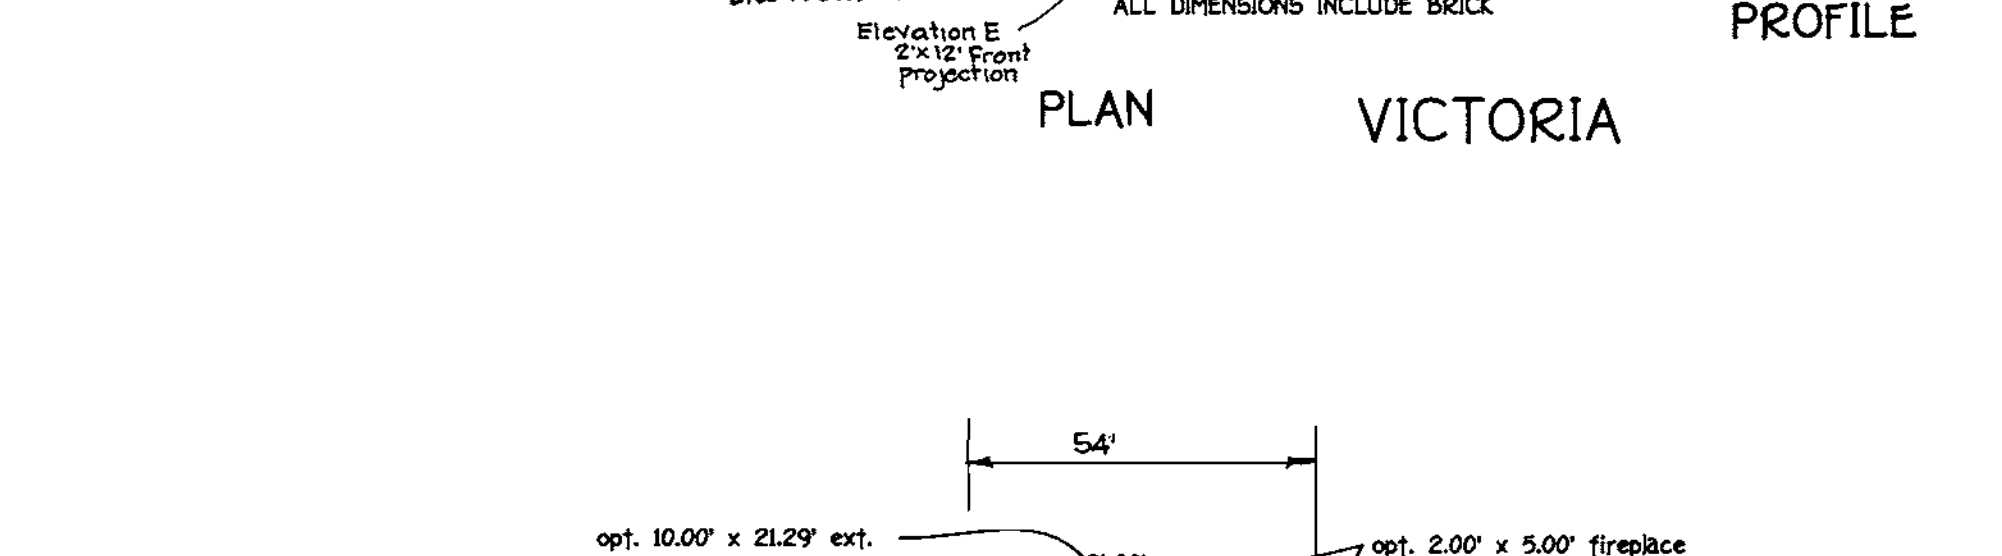 ALL DIMENSIONS INCLUDE BRICK
PROFILE
Elevation E
2'x12' Front
Projection
PLAN
VICTORIA
54'
opt. 10.00' x 21.29' ext.
opt. 2.00' x 5.00' fireplace